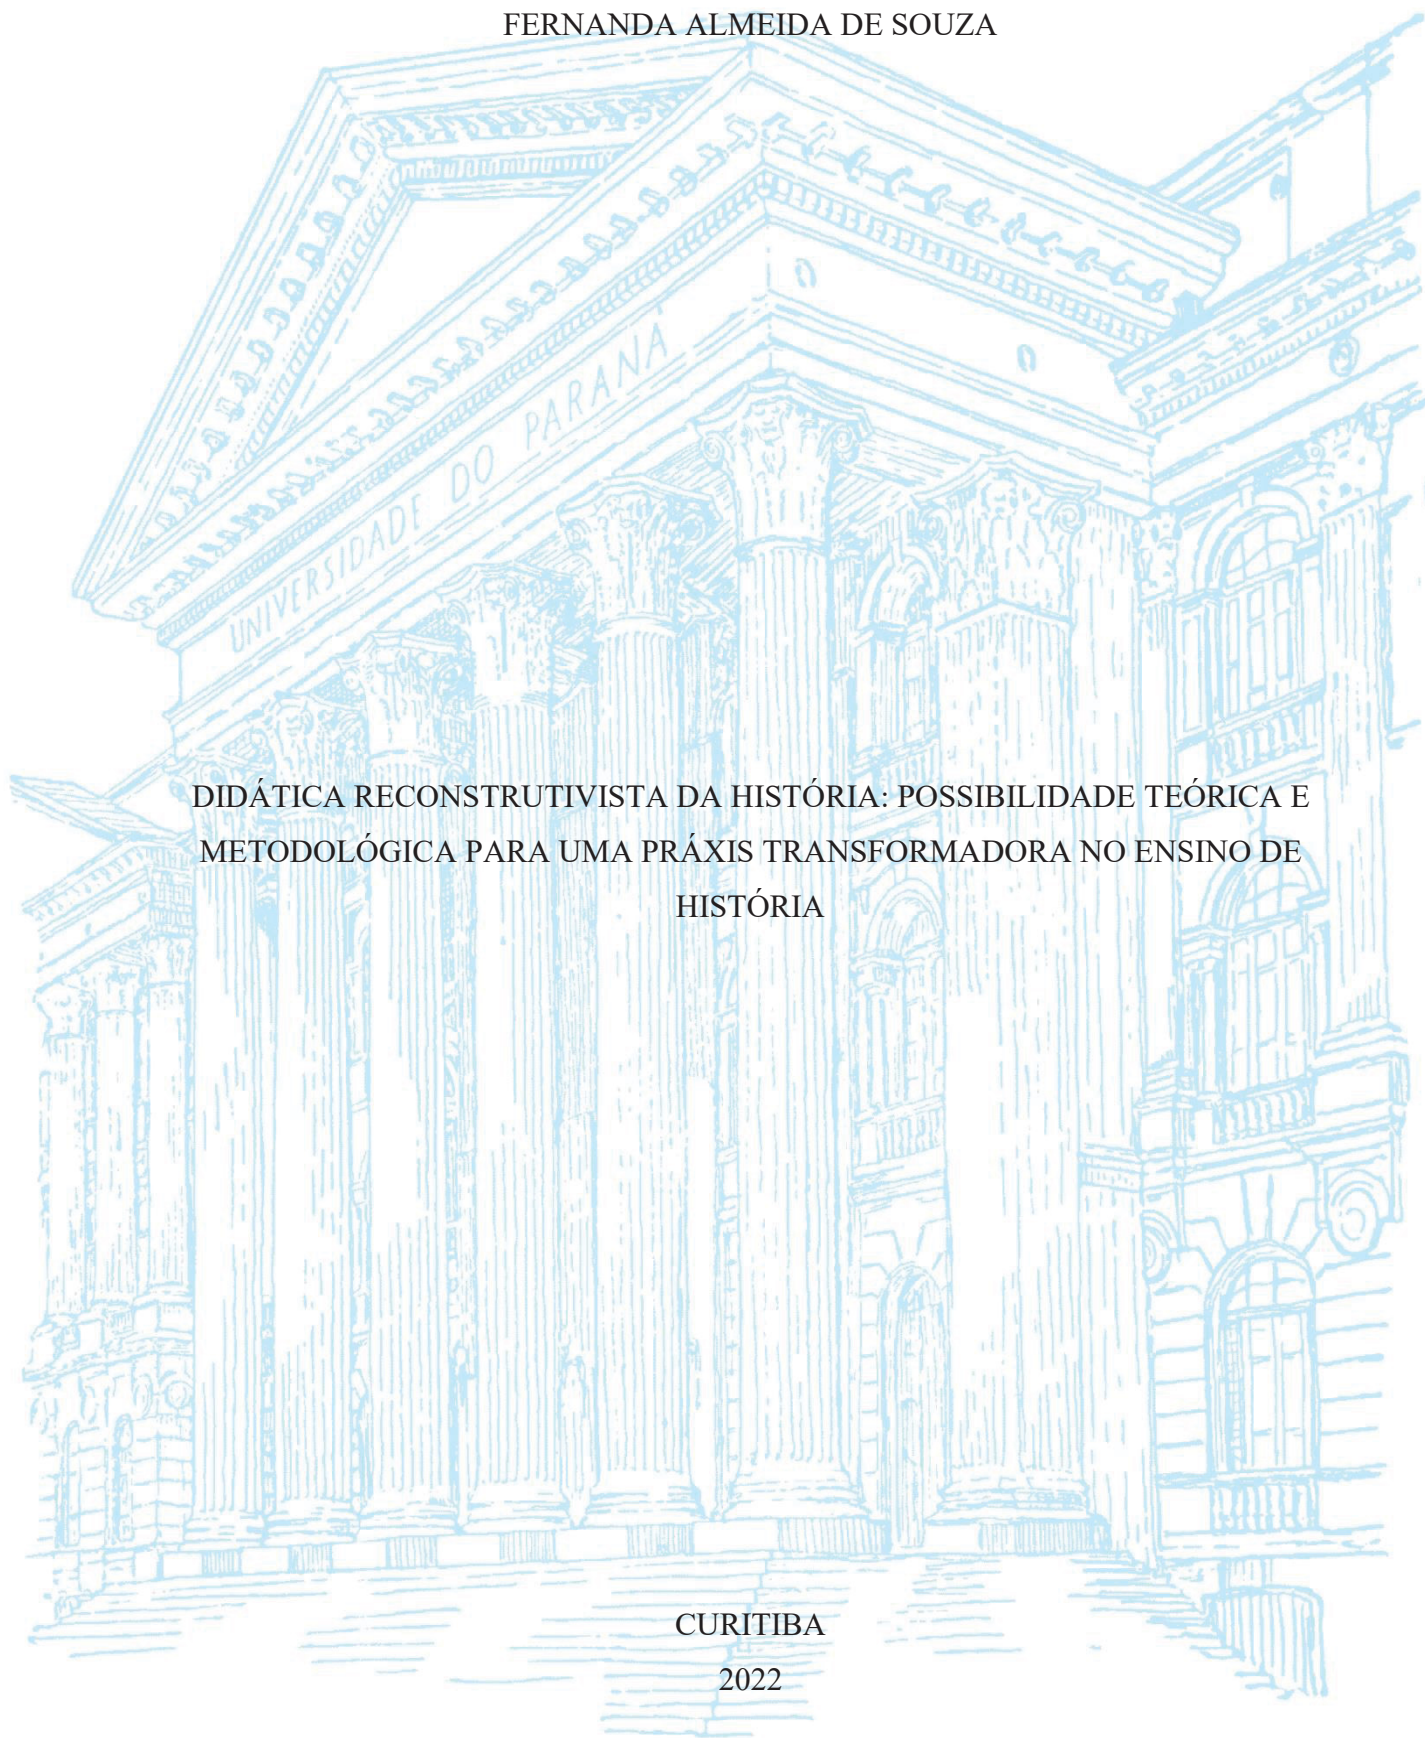 FERNANDA ALMEIDA DE SOUZA
UNIVERSIDADE DO PARANÁ
DIDÁTICA RECONSTRUTIVISTA DA HISTÓRIA: POSSIBILIDADE TEÓRICA E
METODOLÓGICA PARA UMA PRÁXIS TRANSFORMADORA NO ENSINO DE
HISTÓRIA
CURITIBA
2022